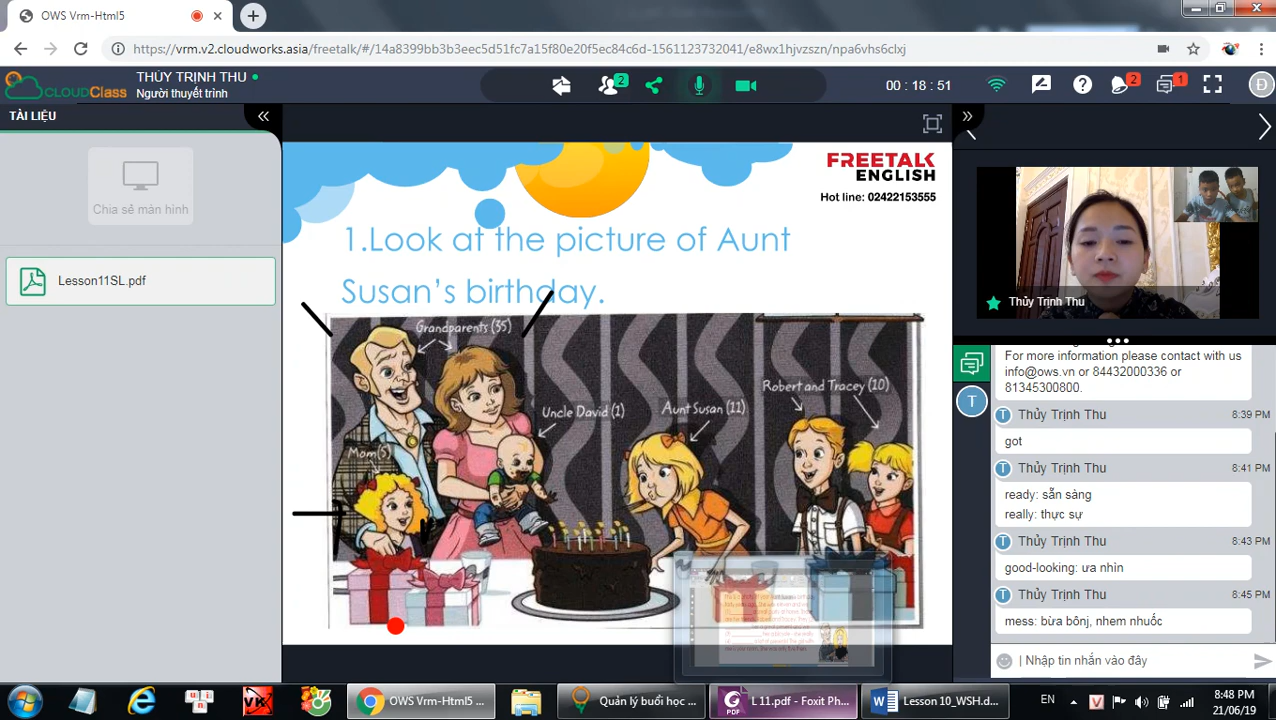 OWS Vrm-Html5
https://vrm.v2.cloudworks.asia/freetalk/#/14a8399bb3b3eec5d51fc7a15f80e20f5ec84c6d-1561123732041/e8wx1hjvzszn/npa6vhs6clxj
CLOUDClass
THỦY TRỊNH THU
Người thuyết trình
2
00 : 18 : 51
2
1
Đ
TÀI LIỆU
Chia sẻ màn hình
Lesson11SL.pdf
FREETALK
ENGLISH
Hot line: 02422153555
1.Look at the picture of Aunt
Susan's birthday.
Grandparents (35)
Uncle David (1)
Aunt Susan (11)
Robert and Tracey (10)
Mom (5)
Thủy Trịnh Thu
For more information please contact with us
info@ows.vn or 84432000336 or
81345300800.
T
T Thủy Trịnh Thu 8:39 PM
got
T Thủy Trịnh Thu 8:41 PM
ready: sẵn sàng
really: thực sự
T Thủy Trịnh Thu 8:43 PM
good-looking: ưa nhìn
T Thủy Trịnh Thu 8:45 PM
mess: bừa bônị, nhem nhuốc
Nhập tin nhắn vào đây
OWS Vrm-Html5 ...
Quản lý buổi học ...
L 11.pdf - Foxit Ph...
Lesson 10_WSH.d...
EN
8:48 PM
21/06/19